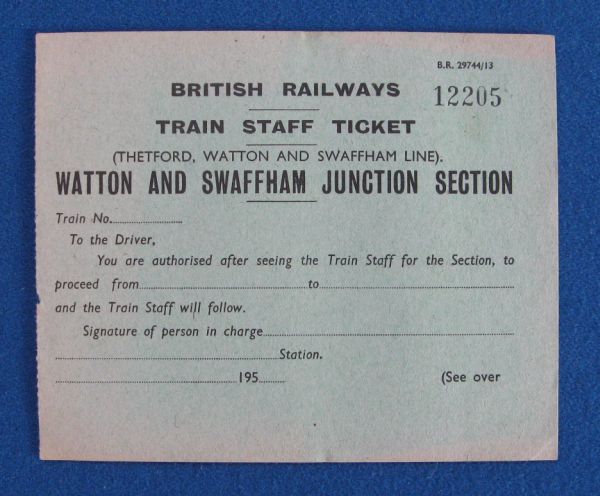 B.R. 29744/13
BRITISH RAILWAYS 12205
TRAIN STAFF TICKET
(THETFORD, WATTON AND SWAFFHAM LINE).
WATTON AND SWAFFHAM JUNCTION SECTION
Train No.
To the Driver,
You are authorised after seeing the Train Staff for the Section, to
proceed from to
and the Train Staff will follow.
Signature of person in charge
Station.
195 (See over